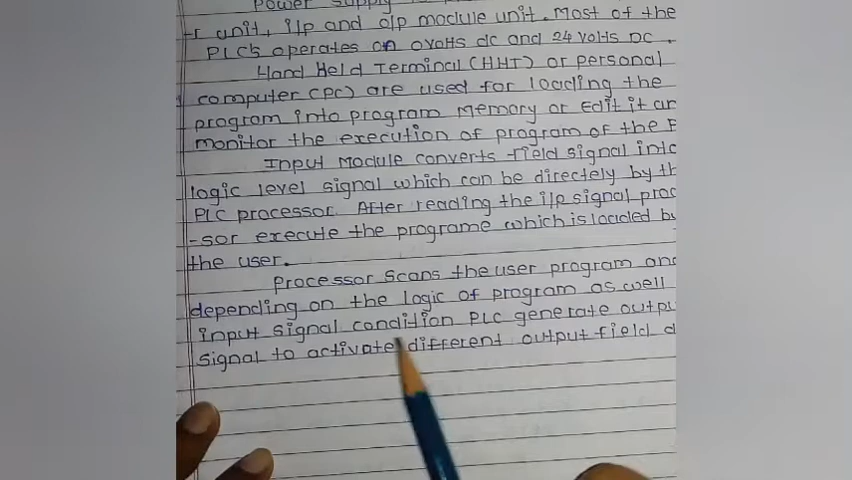 Power supply is
-r unit, i/p and o/p module unit. Most of the
PLC's operates on 0 volts dc and 24 volts DC.
Hand Held Terminal (HHT) or personal
computer (PC) are used for loading the
program into program memory or Edit it an
monitor the execution of program of the P
Input Module converts field signal into
logic level signal which can be directely by th
PLC processor. After reading the i/p signal proc
-sor execute the programe which is loaded by
the user.
Processor scans the user program and
depending on the logic of program as well
input signal condition PLC generate outpu
signal to activate different output field d